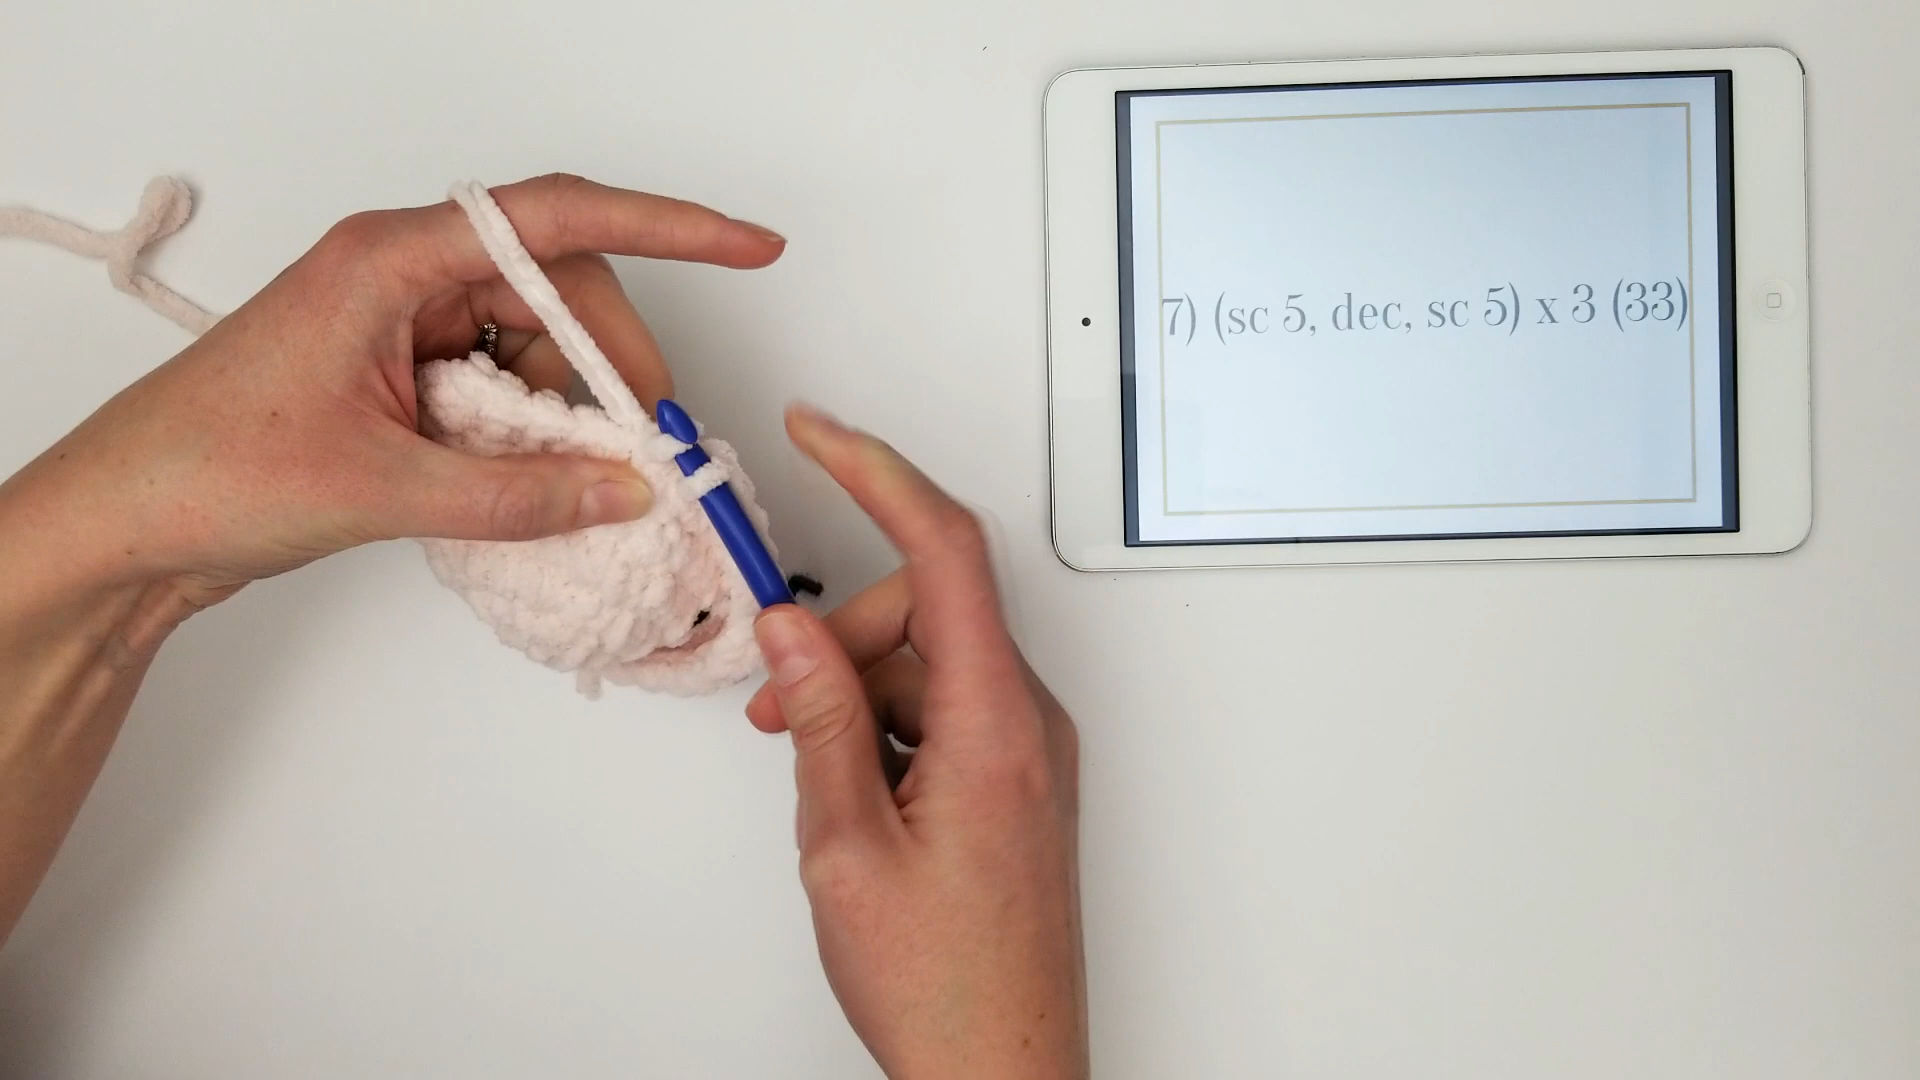 7) (sc 5, dec, sc 5) x 3 (33)